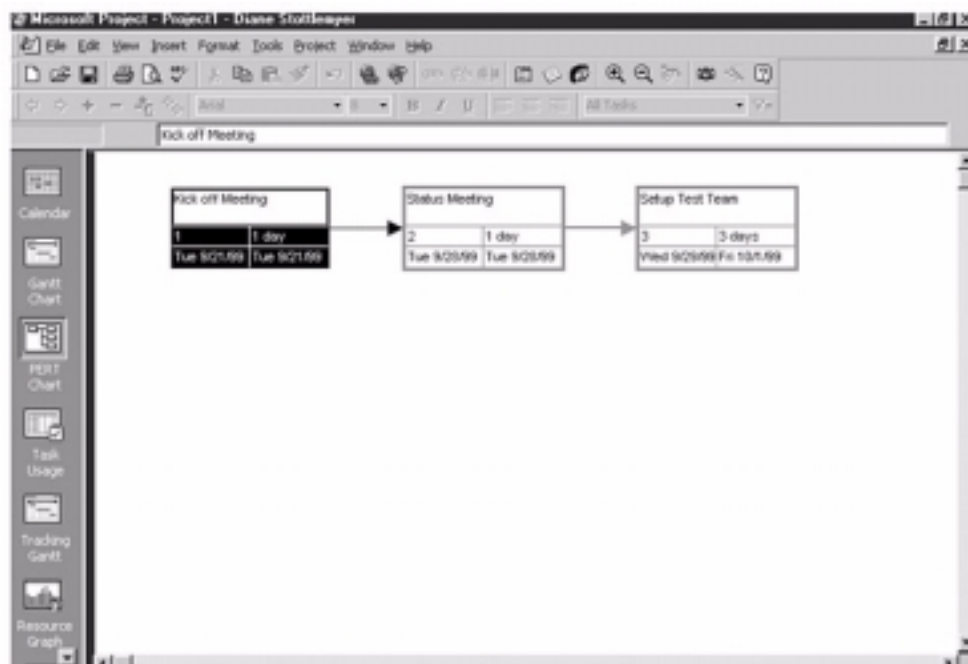 Microsoft Project - Project1 - Diane Stottlemyer
File Edit View Insert Format Tools Project Window Help
Arial 8 B I U All Tasks
Kick off Meeting
Calendar
Gantt
Chart
PERT
Chart
Task
Usage
Tracking
Gantt
Resource
Graph
Kick off Meeting
1 1 day
Tue 9/21/99 Tue 9/21/99
Status Meeting
2 1 day
Tue 9/28/99 Tue 9/28/99
Setup Test Team
3 3 days
Wed 9/29/99 Fri 10/1/99